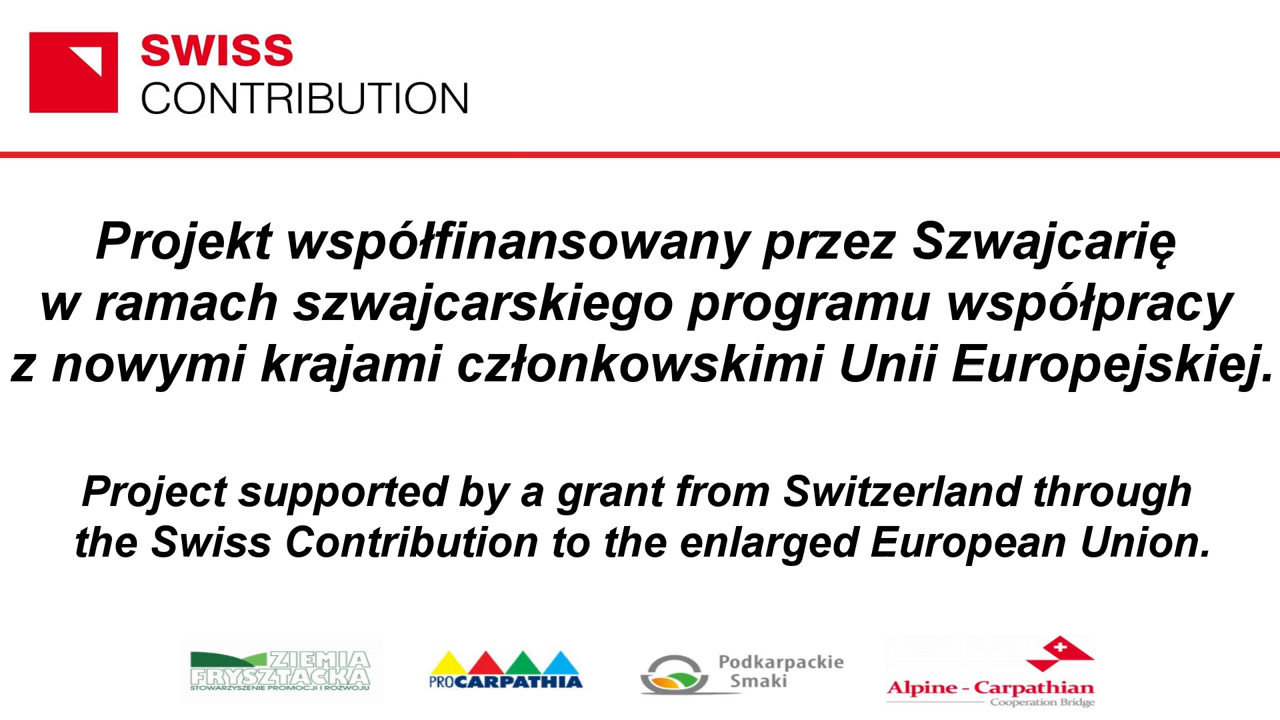 SWISS
CONTRIBUTION
Projekt współfinansowany przez Szwajcarię
w ramach szwajcarskiego programu współpracy
z nowymi krajami członkowskimi Unii Europejskiej.
Project supported by a grant from Switzerland through
the Swiss Contribution to the enlarged European Union.
ZIEMIA
FRYSZTACKA
STOWARZYSZENIE PROMOCJI I ROZWOJU
PROCARPATHIA
Podkarpackie
Smaki
Alpine - Carpathian
Cooperation Bridge